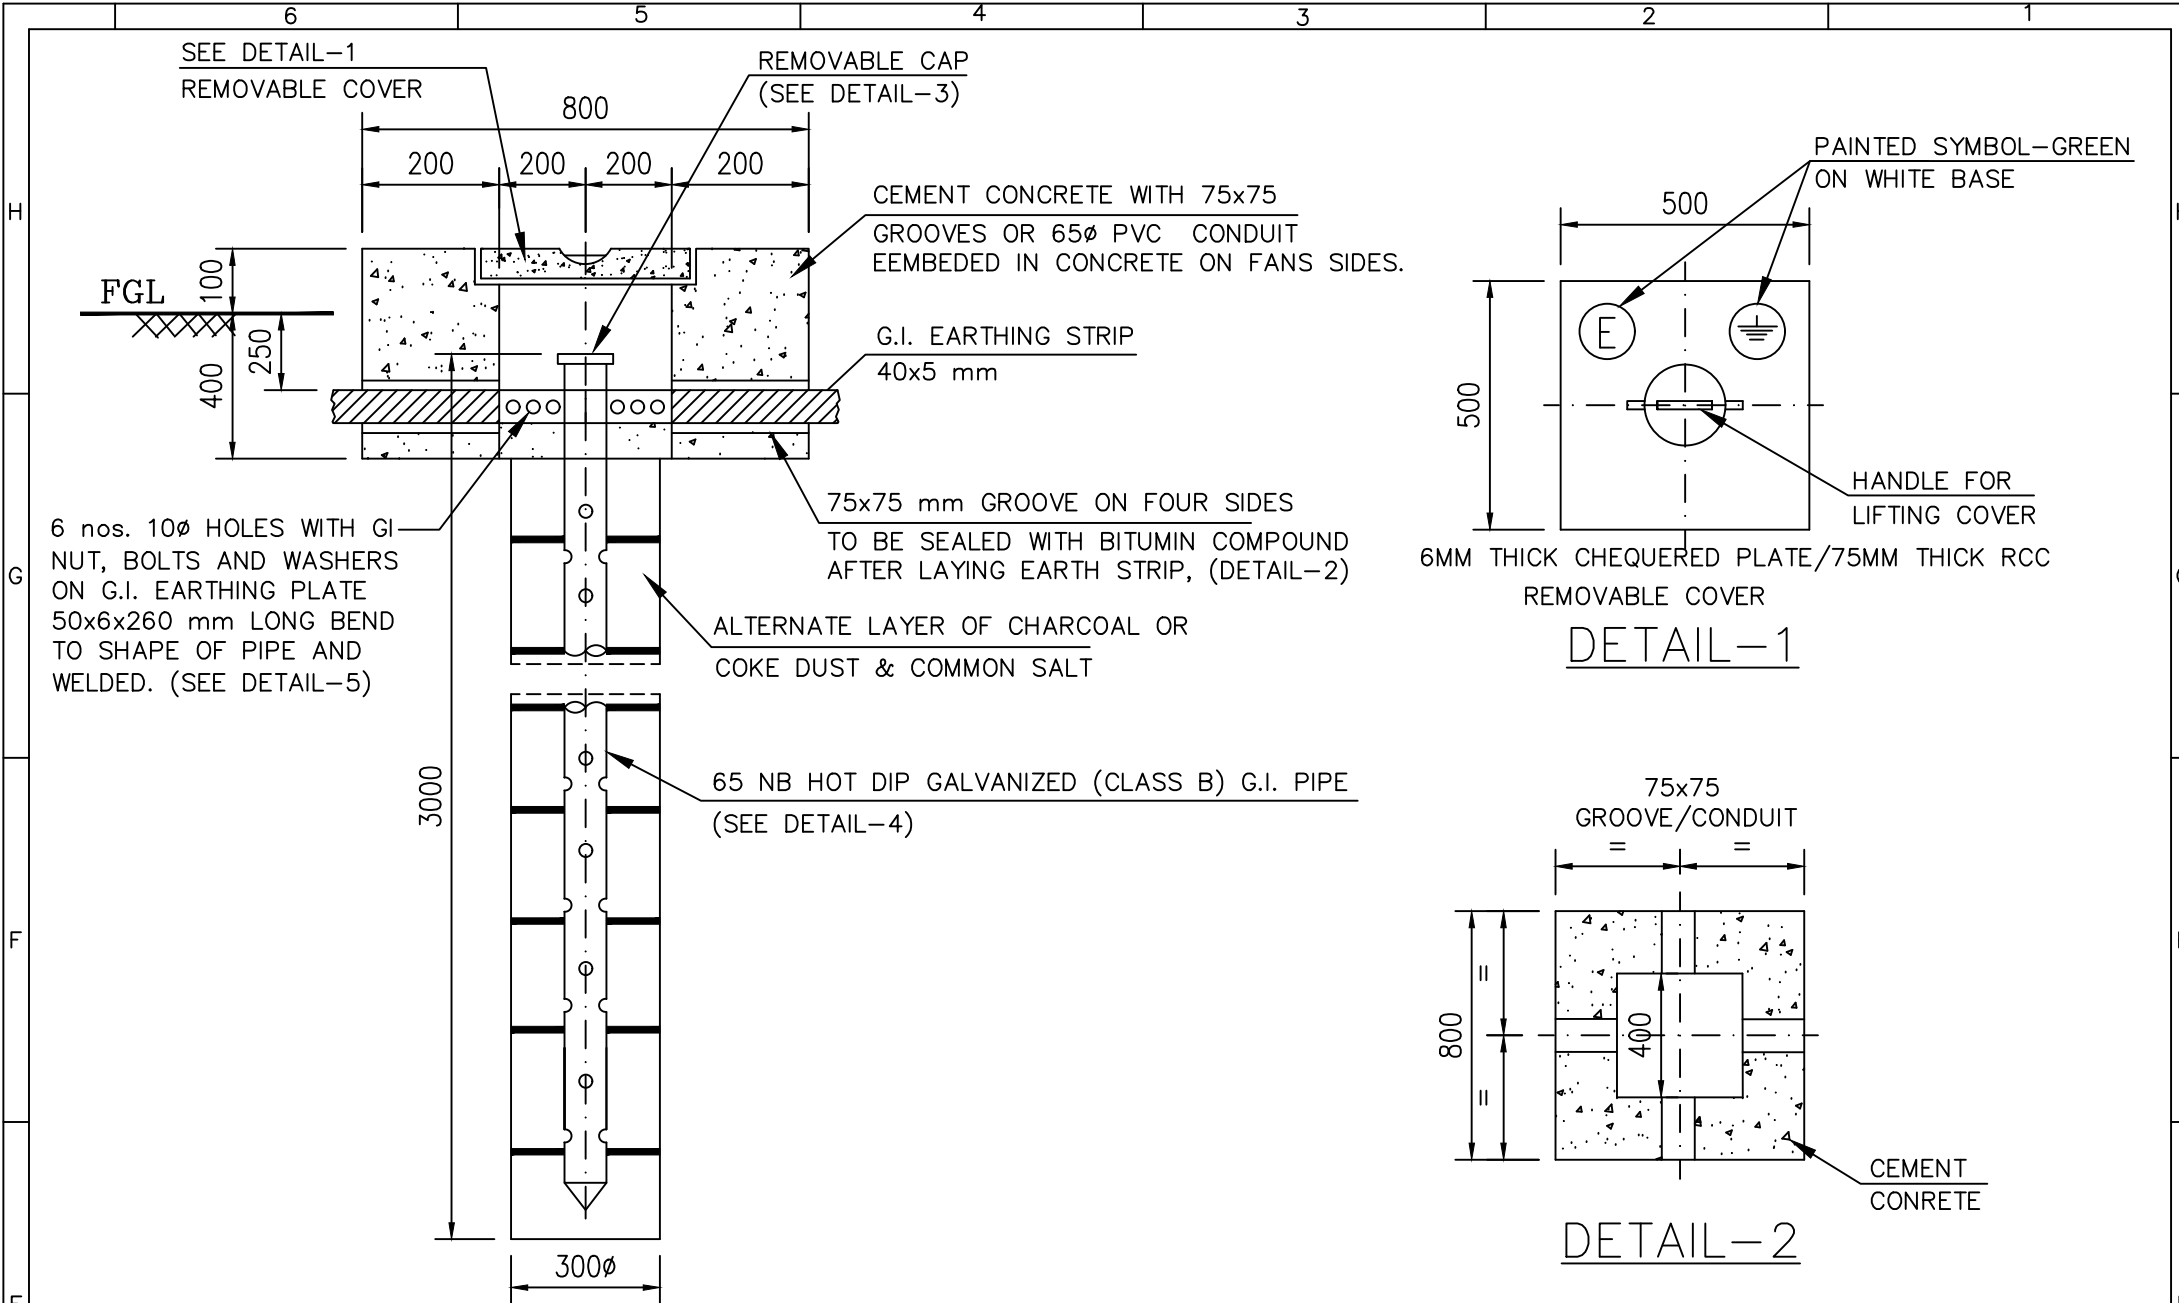 6 5 4 3 2 1
SEE DETAIL-1
REMOVABLE COVER
REMOVABLE CAP
(SEE DETAIL-3)
800
200 200 200 200
CEMENT CONCRETE WITH 75x75
GROOVES OR 65ø PVC CONDUIT
EEMBEDED IN CONCRETE ON FANS SIDES.
H
FGL
100
250
400
G.I. EARTHING STRIP
40x5 mm
75x75 mm GROOVE ON FOUR SIDES
TO BE SEALED WITH BITUMIN COMPOUND
AFTER LAYING EARTH STRIP, (DETAIL-2)
6 nos. 10ø HOLES WITH GI
NUT, BOLTS AND WASHERS
ON G.I. EARTHING PLATE
50x6x260 mm LONG BEND
TO SHAPE OF PIPE AND
WELDED. (SEE DETAIL-5)
G
ALTERNATE LAYER OF CHARCOAL OR
COKE DUST & COMMON SALT
3000
65 NB HOT DIP GALVANIZED (CLASS B) G.I. PIPE
(SEE DETAIL-4)
F
300ø
PAINTED SYMBOL-GREEN
ON WHITE BASE
500
500
E
HANDLE FOR
LIFTING COVER
6MM THICK CHEQUERED PLATE/75MM THICK RCC
REMOVABLE COVER
DETAIL-1
75x75
GROOVE/CONDUIT
= =
800
=
=
400
CEMENT
CONRETE
DETAIL-2